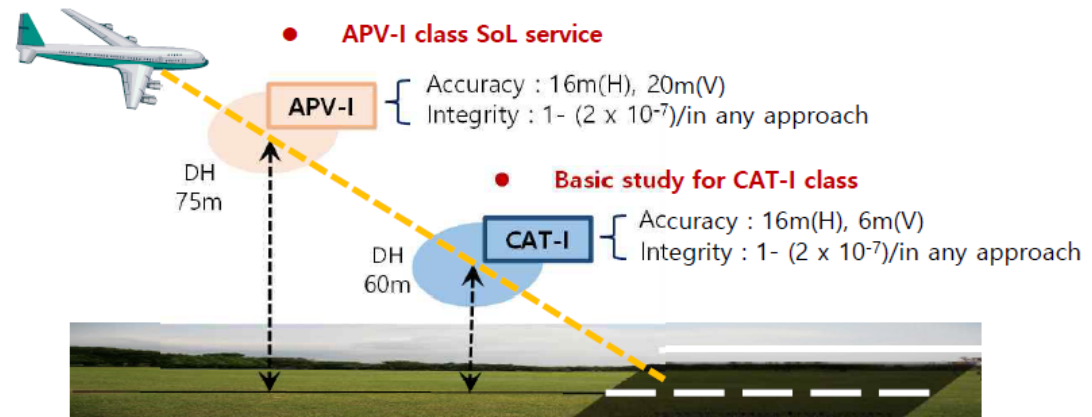 ● APV-I class SoL service
APV-I
Accuracy : 16m(H), 20m(V)
Integrity : 1- (2 x 10⁻⁷)/in any approach
DH
75m
● Basic study for CAT-I class
CAT-I
Accuracy : 16m(H), 6m(V)
Integrity : 1- (2 x 10⁻⁷)/in any approach
DH
60m